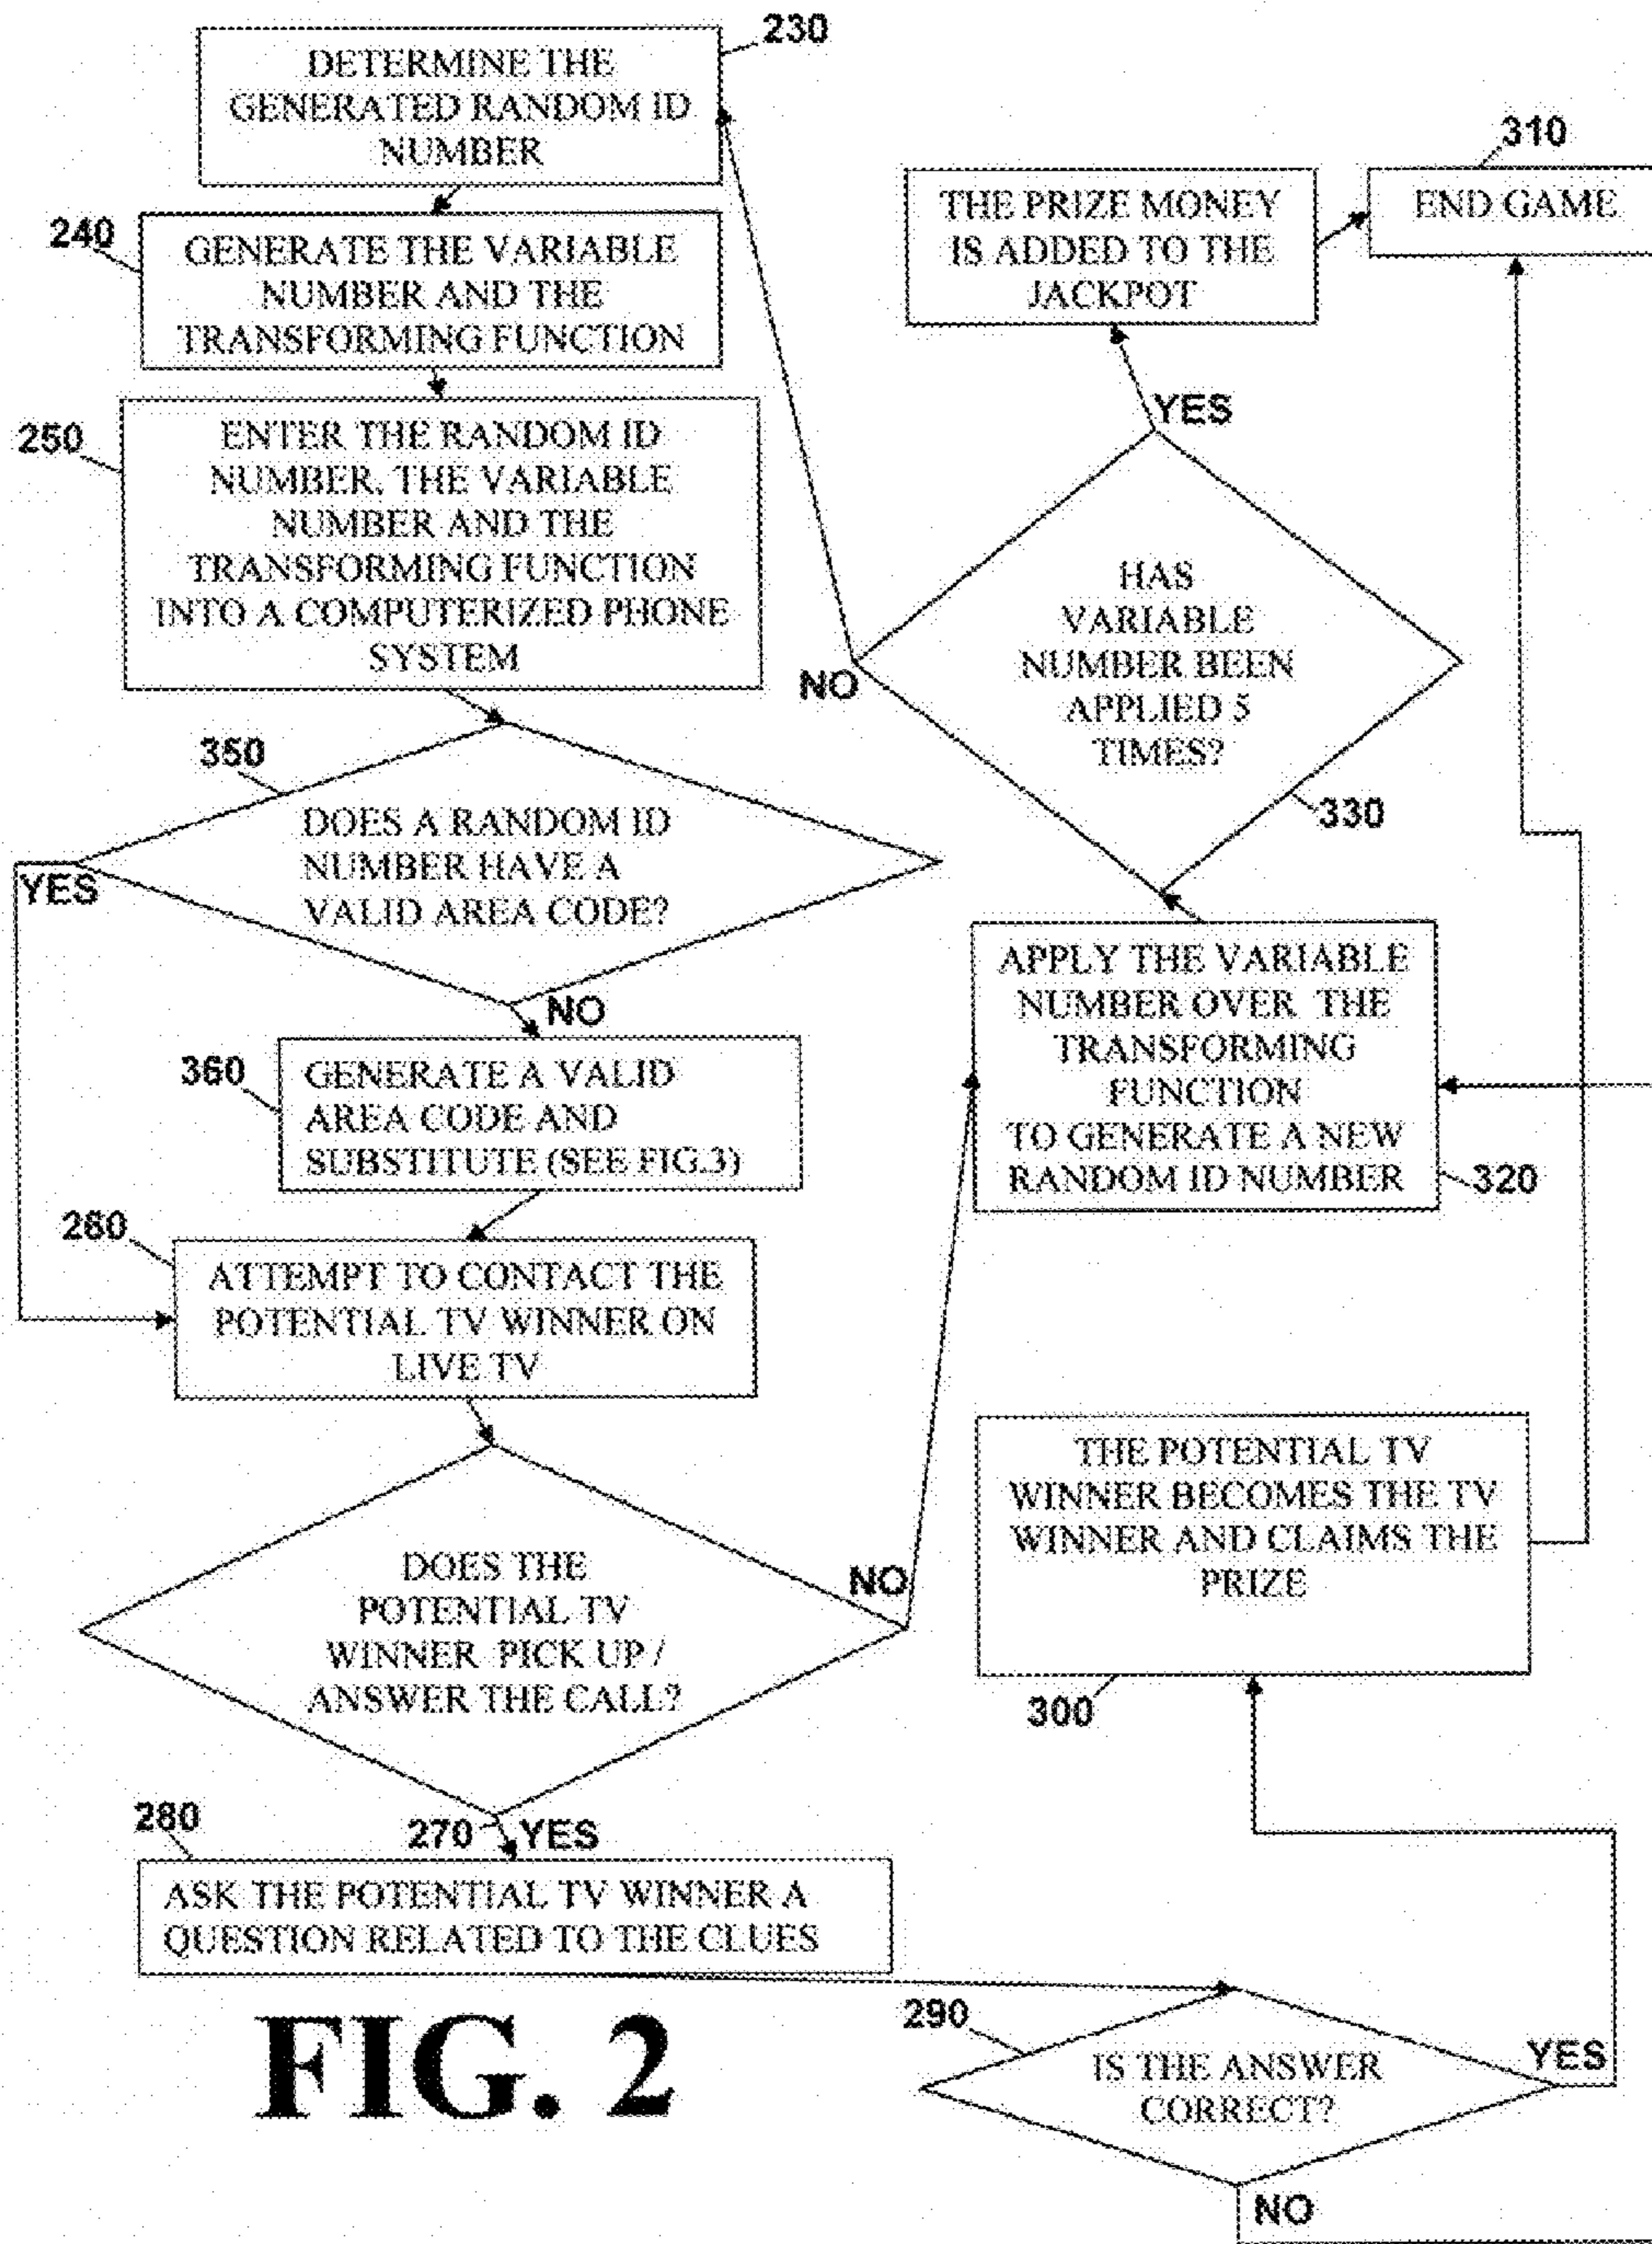 230
DETERMINE THE
GENERATED RANDOM ID
NUMBER
240
GENERATE THE VARIABLE
NUMBER AND THE
TRANSFORMING FUNCTION
250
ENTER THE RANDOM ID
NUMBER, THE VARIABLE
NUMBER AND THE
TRANSFORMING FUNCTION
INTO A COMPUTERIZED PHONE
SYSTEM
350
DOES A RANDOM ID
NUMBER HAVE A
VALID AREA CODE?
YES
NO
360
GENERATE A VALID
AREA CODE AND
SUBSTITUTE (SEE FIG.3)
260
ATTEMPT TO CONTACT THE
POTENTIAL TV WINNER ON
LIVE TV
DOES THE
POTENTIAL TV
WINNER PICK UP /
ANSWER THE CALL?
NO
270
YES
280
ASK THE POTENTIAL TV WINNER A
QUESTION RELATED TO THE CLUES
290
IS THE ANSWER
CORRECT?
YES
NO
THE POTENTIAL TV
WINNER BECOMES THE TV
WINNER AND CLAIMS THE
PRIZE
300
APPLY THE VARIABLE
NUMBER OVER THE
TRANSFORMING
FUNCTION
TO GENERATE A NEW
RANDOM ID NUMBER
320
HAS
VARIABLE
NUMBER BEEN
APPLIED 5
TIMES?
330
NO
YES
THE PRIZE MONEY
IS ADDED TO THE
JACKPOT
310
END GAME
FIG. 2